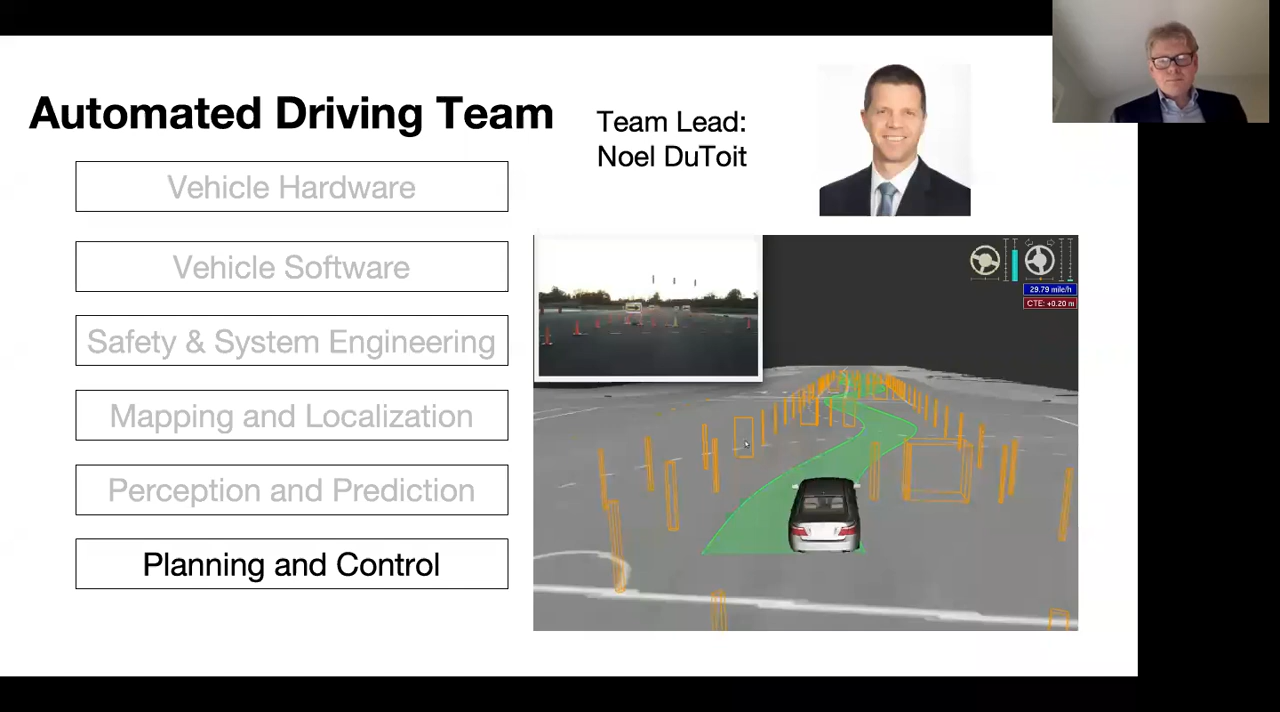 Automated Driving Team
Team Lead:
Noel DuToit
Vehicle Hardware
Vehicle Software
Safety & System Engineering
Mapping and Localization
Perception and Prediction
Planning and Control
29.79 mile/h
CTE: +0.20 m